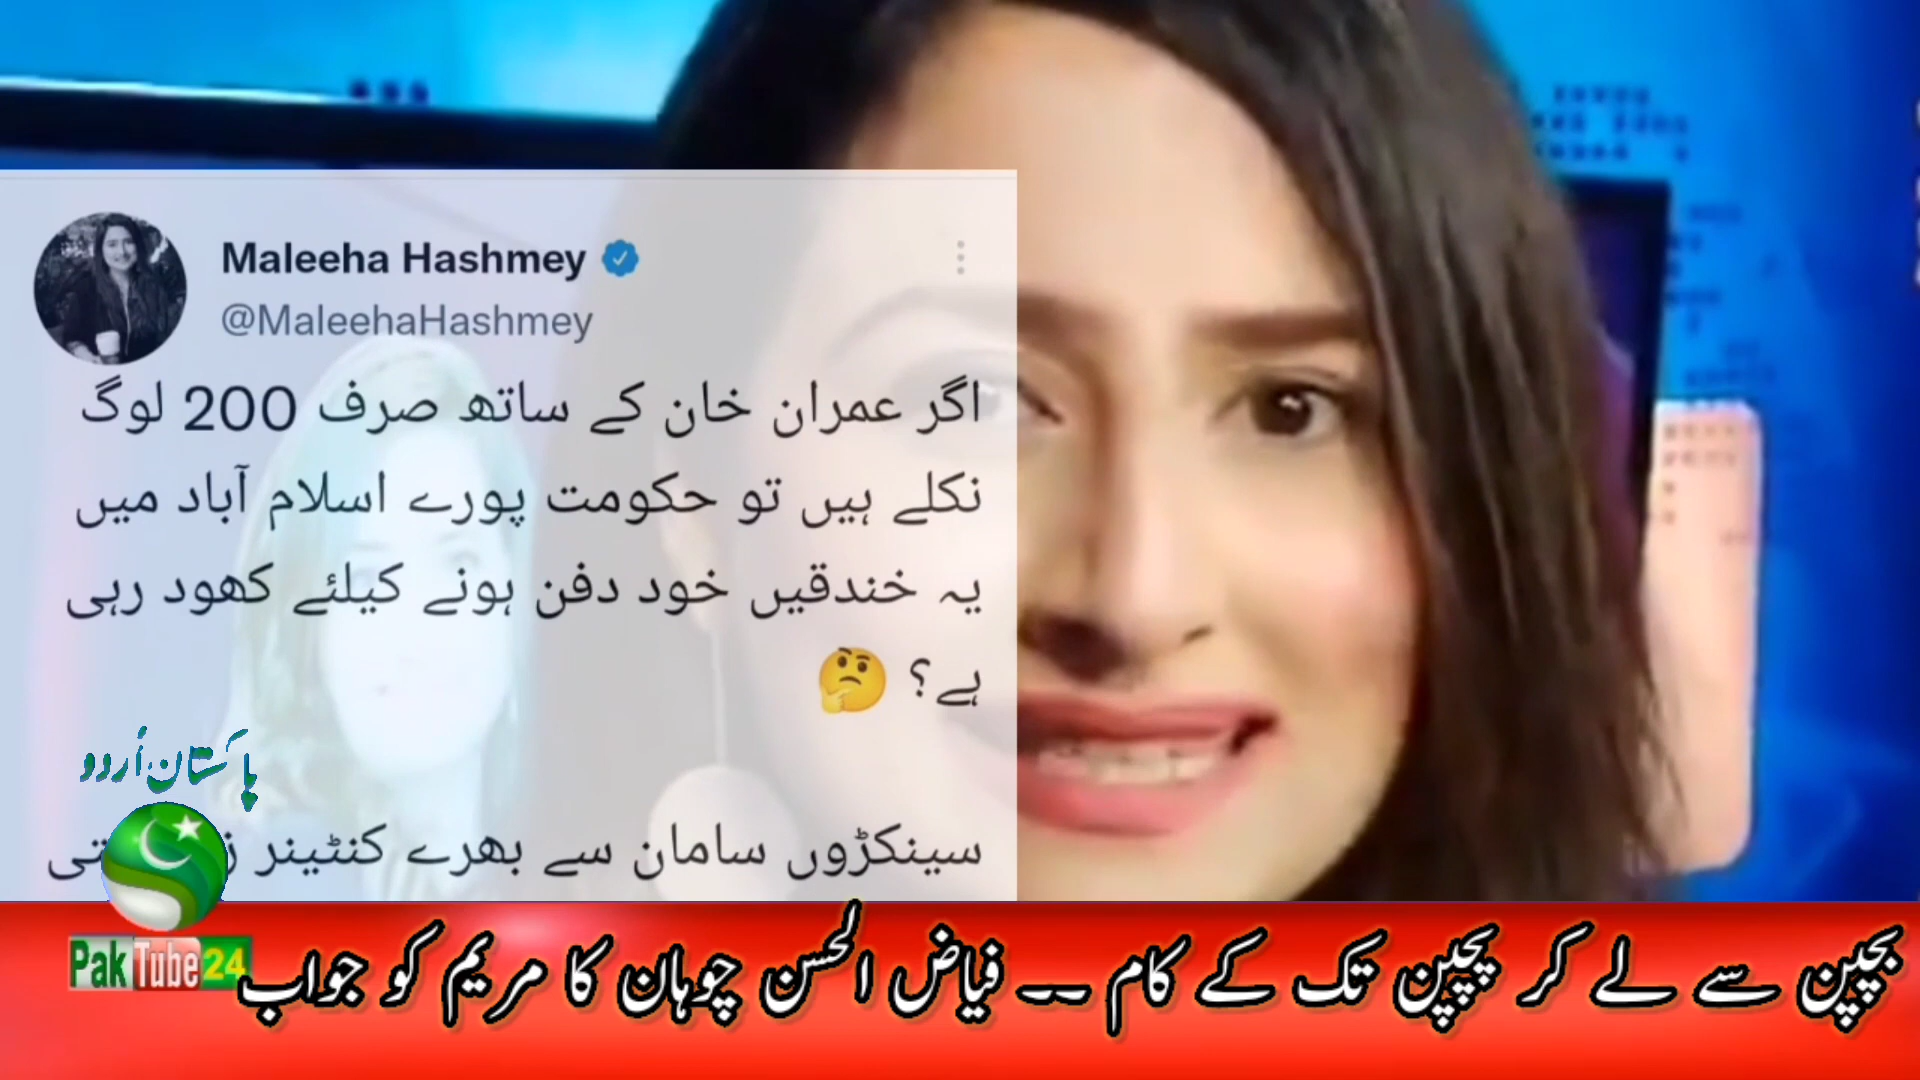 Maleeha Hashmey
@MaleehaHashmey
اگر عمران خان کے ساتھ صرف 200 لوگ
نکلے ہیں تو حکومت پورے اسلام آباد میں
یہ خندقیں خود دفن ہونے کیلئے کھود رہی
ہے؟ 🤔
سینکڑوں سامان سے بھرے کنٹینر
پاکستان اُردو
PakTube24
بچپن سے لے کر پچپن تک کے کام -- فیاض الحسن چوہان کا مریم کو جواب